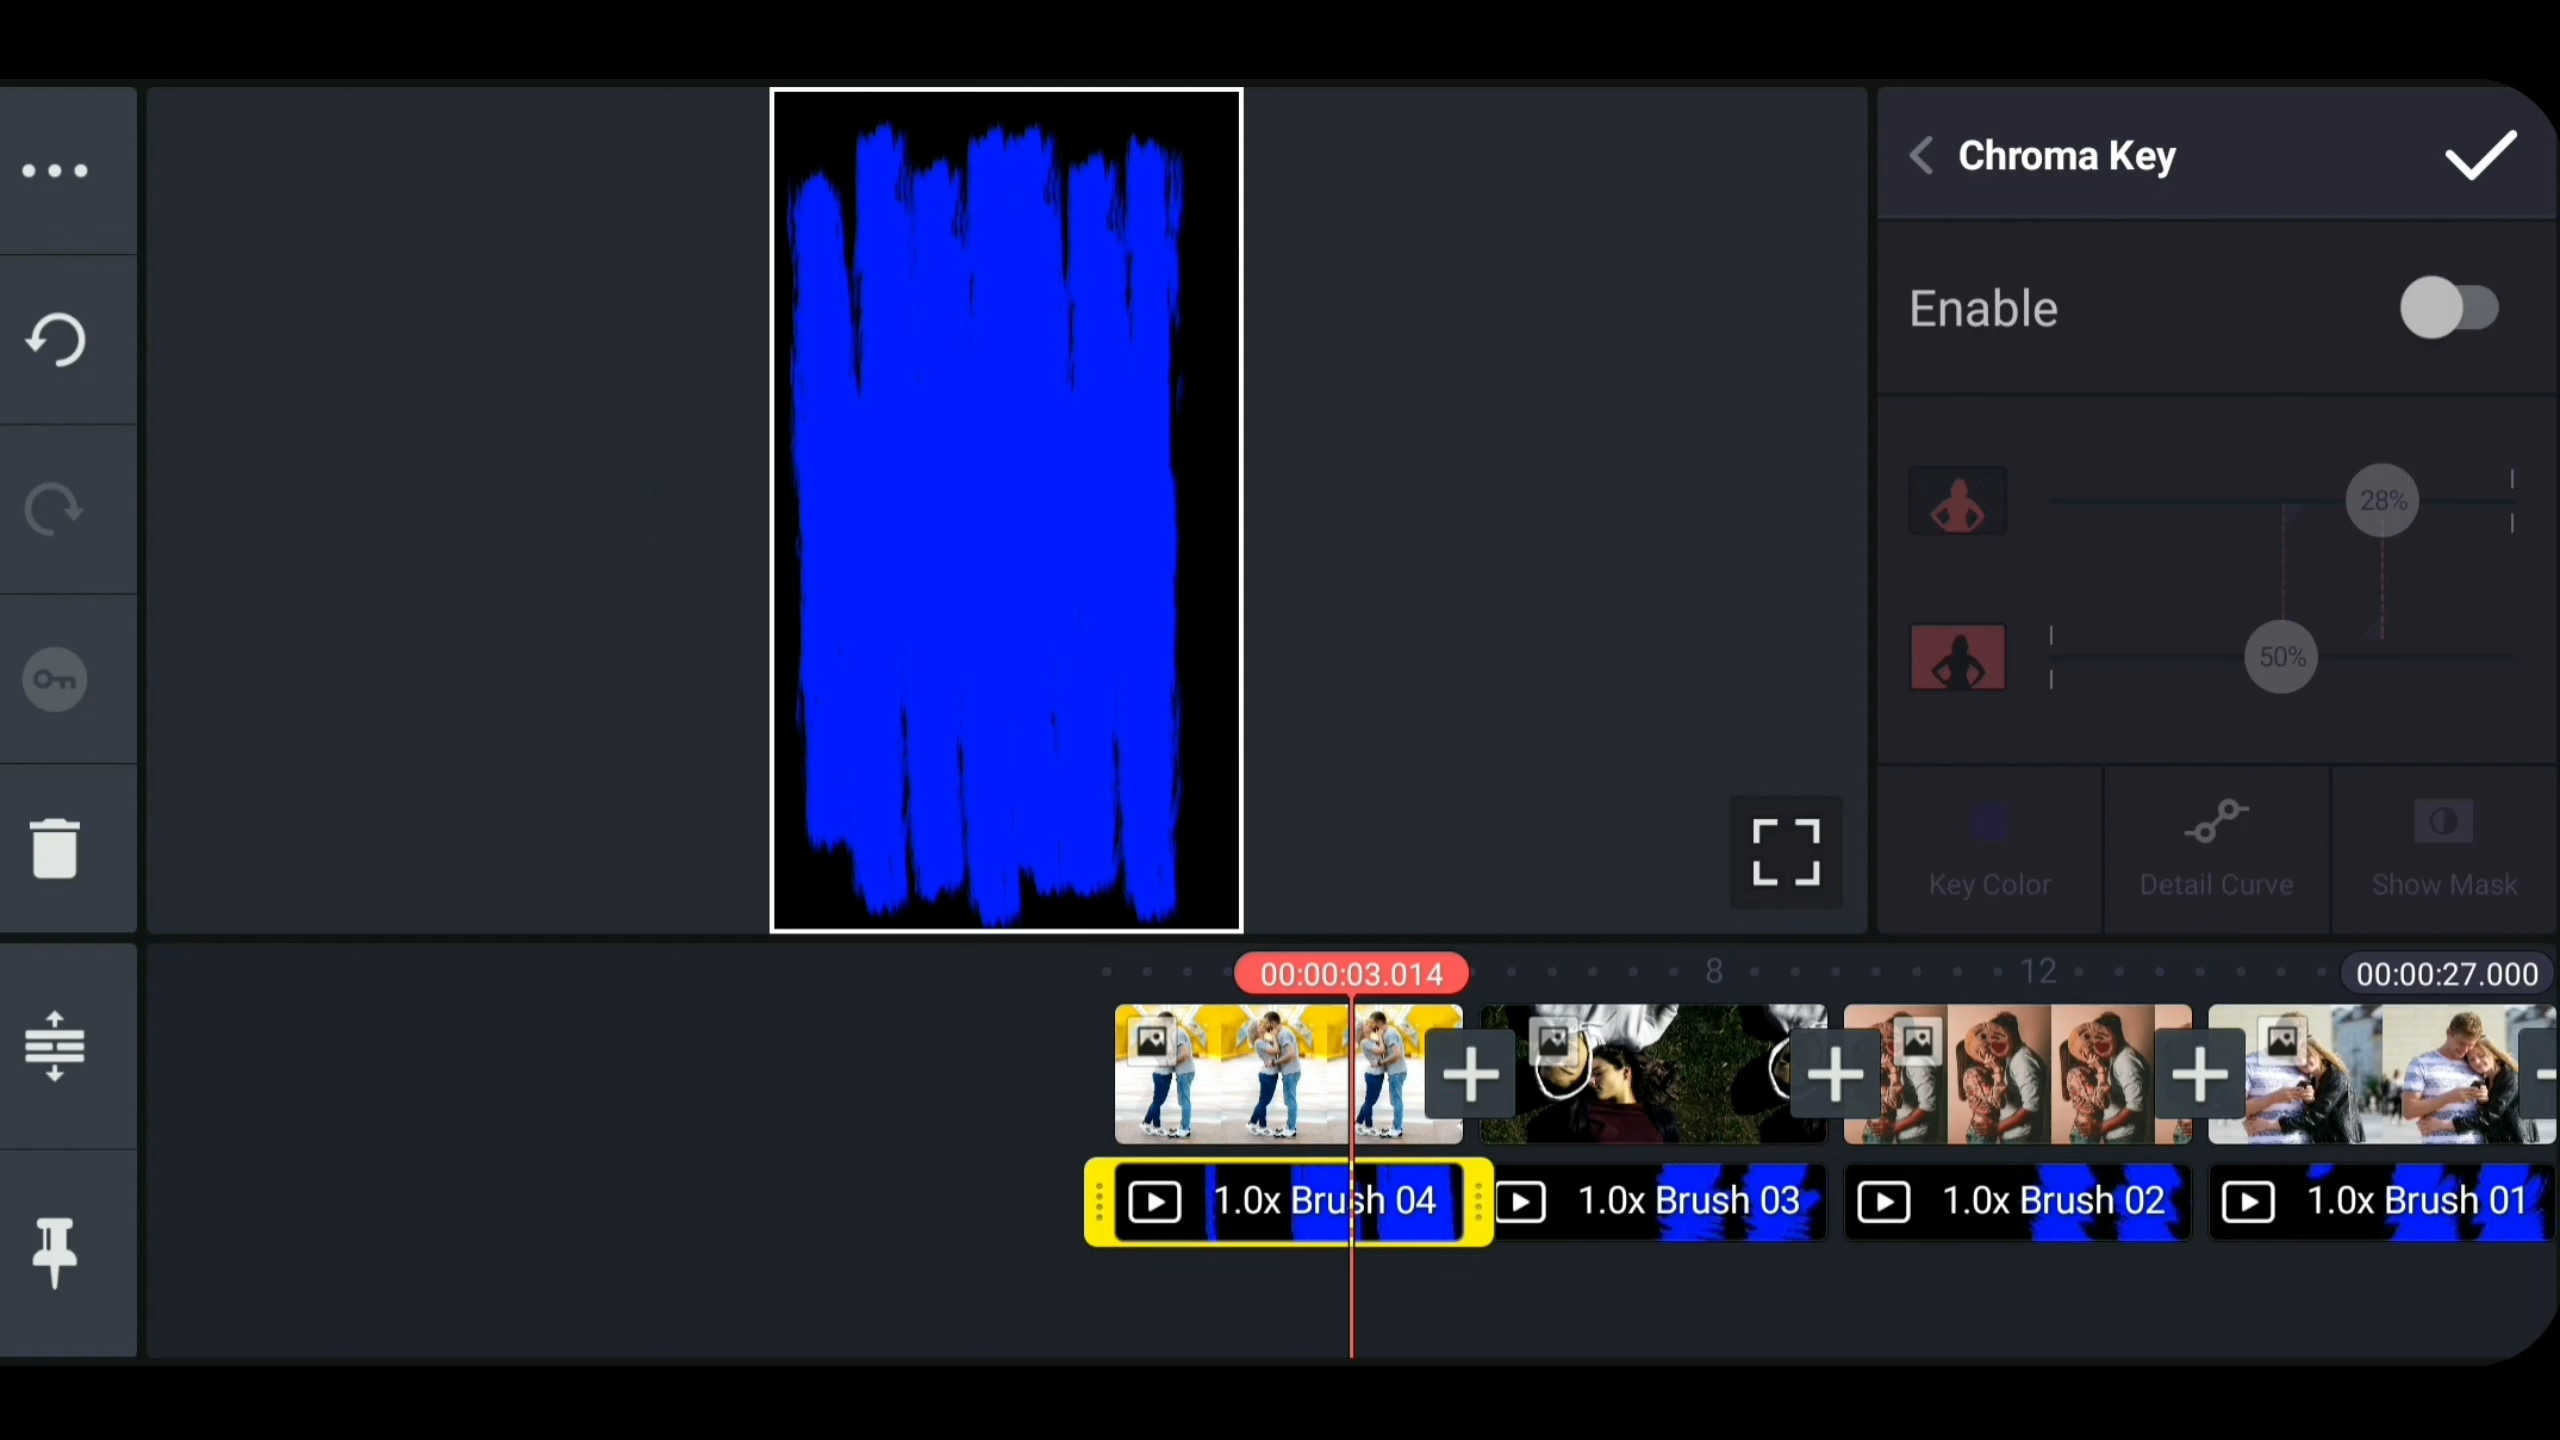 Chroma Key
Enable
28%
50%
Key Color
Detail Curve
Show Mask
00:00:03.014
8
12
00:00:27.000
1.0x Brush 04
1.0x Brush 03
1.0x Brush 02
1.0x Brush 01